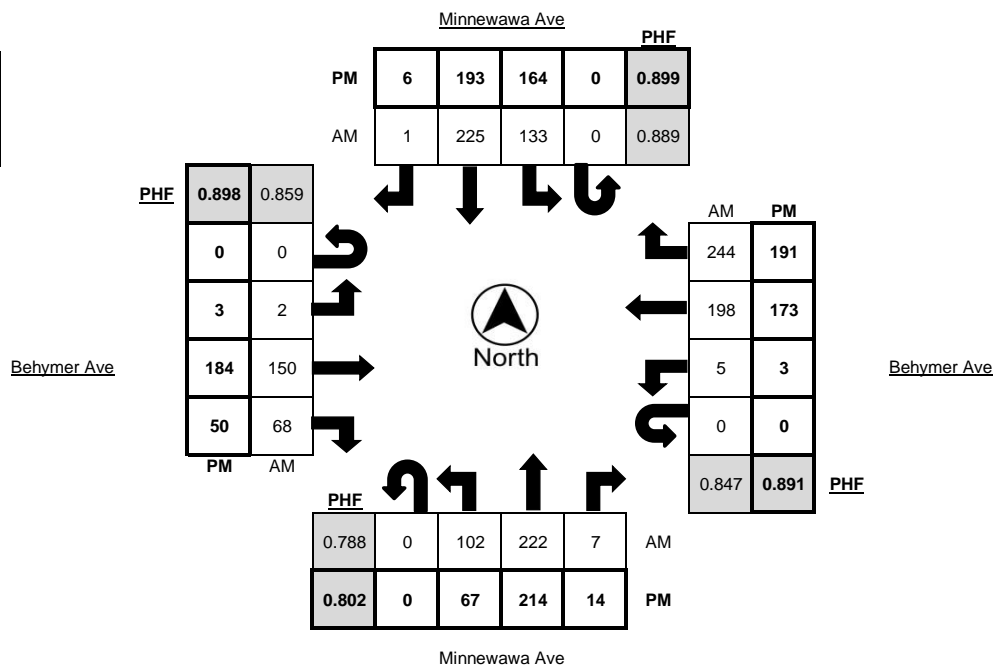 Minnewawa Ave
PHF
PM 6 193 164 0 0.899
AM 1 225 133 0 0.889
PHF 0.898 0.859
AM PM
0 0
244 191
3 2
198 173
North
Behymer Ave 184 150
5 3 Behymer Ave
50 68
0 0
PM AM
0.847 0.891 PHF
PHF
0.788 0 102 222 7 AM
0.802 0 67 214 14 PM
Minnewawa Ave